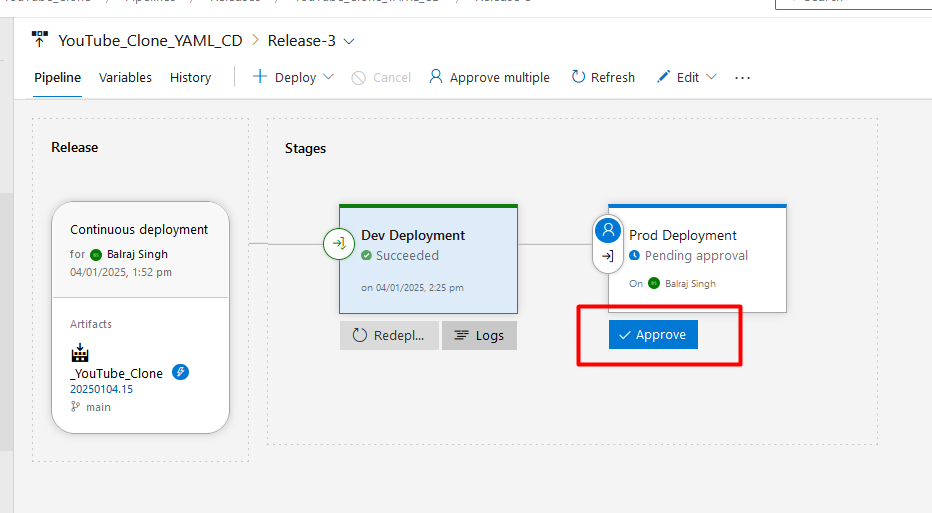 YouTube_Clone_YAML_CD > Release-3
Pipeline Variables History + Deploy Cancel Approve multiple Refresh Edit ...
Release
Stages
Continuous deployment
for BS Balraj Singh
04/01/2025, 1:52 pm
Artifacts
_YouTube_Clone
20250104.15
main
Dev Deployment
Succeeded
on 04/01/2025, 2:25 pm
Redepl...
Logs
Prod Deployment
Pending approval
On BS Balraj Singh
Approve